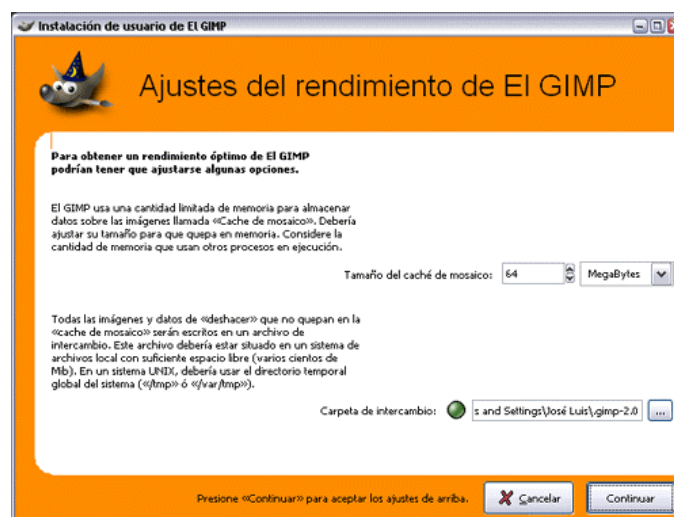 Instalación de usuario de El GIMP
Ajustes del rendimiento de El GIMP
Para obtener un rendimiento óptimo de El GIMP
podrían tener que ajustarse algunas opciones.
El GIMP usa una cantidad limitada de memoria para almacenar
datos sobre las imágenes llamada «Cache de mosaico». Debería
ajustar su tamaño para que quepa en memoria. Considere la
cantidad de memoria que usan otros procesos en ejecución.
Tamaño del caché de mosaico: 64 MegaBytes
Todas las imágenes y datos de «deshacer» que no quepan en la
«cache de mosaico» serán escritos en un archivo de
intercambio. Este archivo debería estar situado en un sistema de
archivos local con suficiente espacio libre (varios cientos de
Mib). En un sistema UNIX, debería usar el directorio temporal
global del sistema («/tmp» ó «/var/tmp»).
Carpeta de intercambio: s and Settings\José Luis\.gimp-2.0 ...
Presione «Continuar» para aceptar los ajustes de arriba. Cancelar Continuar